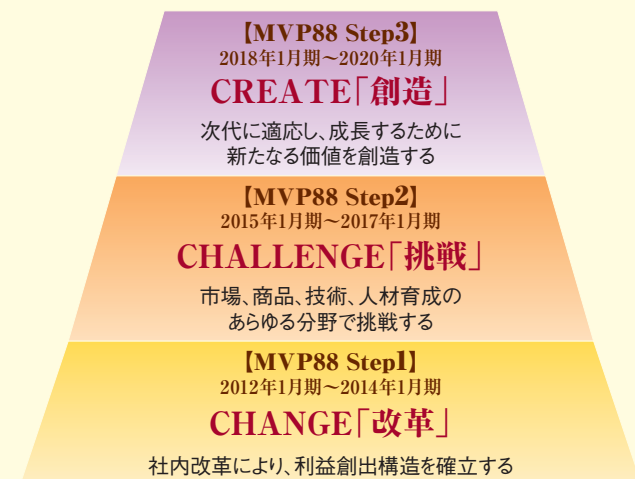 【MVP88 Step3】
2018年1月期～2020年1月期
CREATE「創造」
次代に適応し、成長するために
新たなる価値を創造する
【MVP88 Step2】
2015年1月期～2017年1月期
CHALLENGE「挑戦」
市場、商品、技術、人材育成の
あらゆる分野で挑戦する
【MVP88 Step1】
2012年1月期～2014年1月期
CHANGE「改革」
社内改革により、利益創出構造を確立する